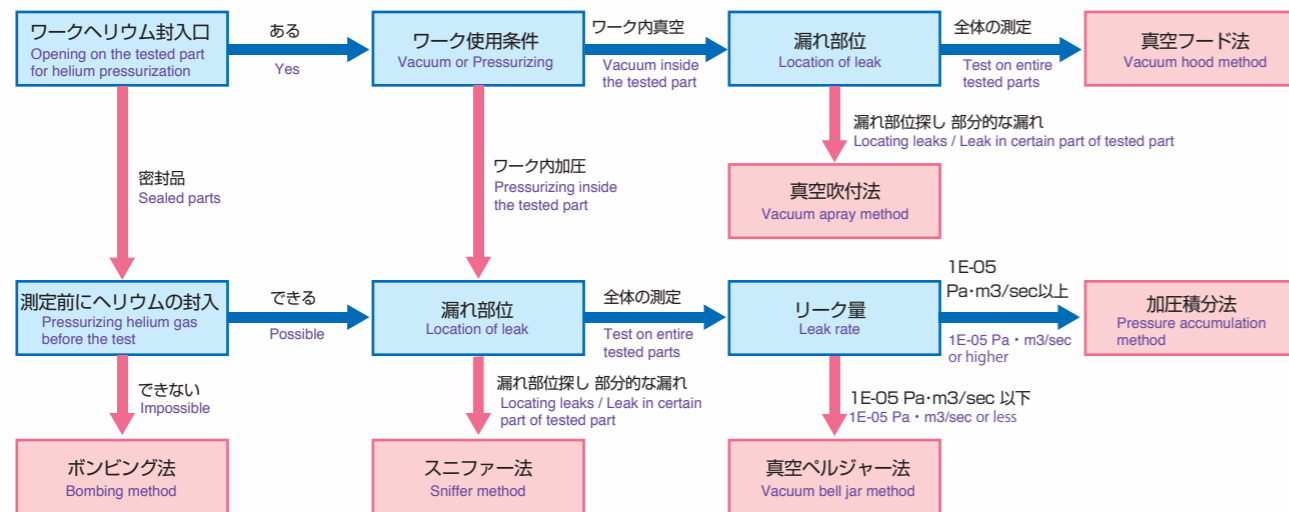 ワークヘリウム封入口
Opening on the tested part
for helium pressurization
ある
Yes
ワーク使用条件
Vacuum or Pressurizing
ワーク内真空
Vacuum inside
the tested part
漏れ部位
Location of leak
全体の測定
Test on entire
tested parts
真空フード法
Vacuum hood method
密封品
Sealed parts
ワーク内加圧
Pressurizing inside
the tested part
漏れ部位探し 部分的な漏れ
Locating leaks / Leak in certain part of tested part
真空吹付法
Vacuum apray method
測定前にヘリウムの封入
Pressurizing helium gas
before the test
できる
Possible
漏れ部位
Location of leak
全体の測定
Test on entire
tested parts
リーク量
Leak rate
1E-05
Pa·m3/sec以上
1E-05 Pa・m3/sec
or higher
加圧積分法
Pressure accumulation
method
できない
Impossible
漏れ部位探し 部分的な漏れ
Locating leaks / Leak in certain
part of tested part
1E-05 Pa·m3/sec 以下
1E-05 Pa・m3/sec or less
ボンビング法
Bombing method
スニファー法
Sniffer method
真空ベルジャー法
Vacuum bell jar method